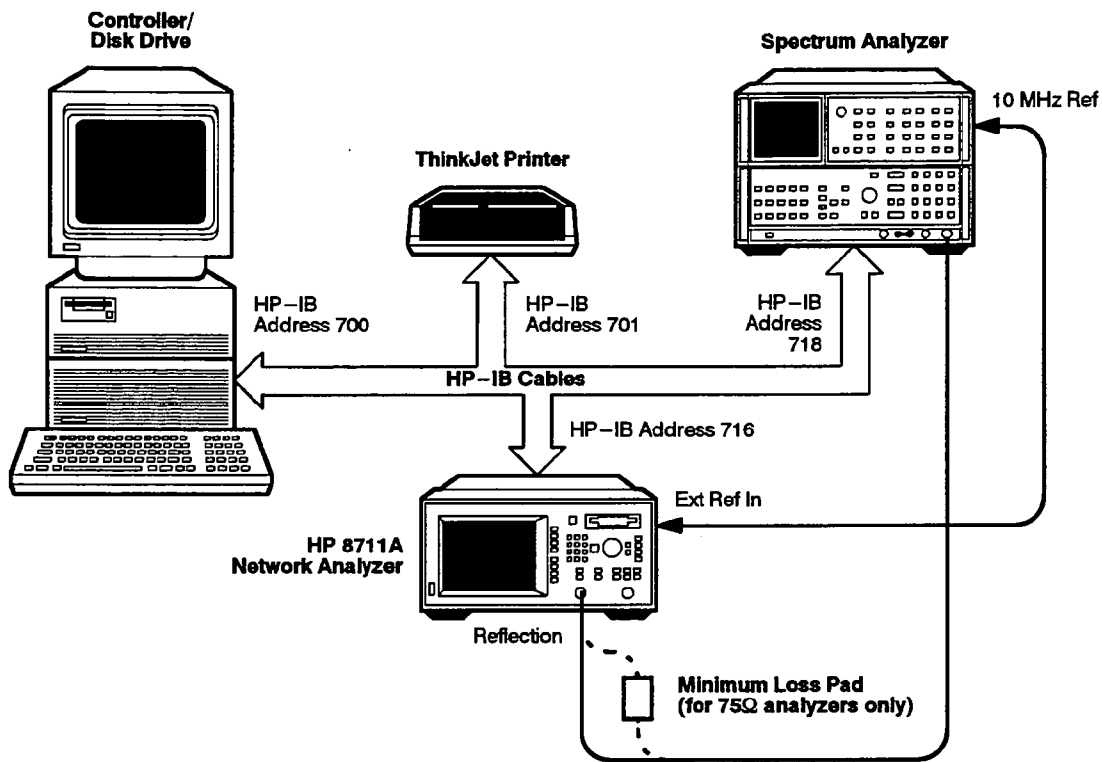 Controller/
Disk Drive
Spectrum Analyzer
10 MHz Ref
ThinkJet Printer
HP-IB
Address 700
HP-IB
Address 701
HP-IB
Address
718
HP-IB Cables
HP-IB Address 716
Ext Ref In
HP 8711A
Network Analyzer
Reflection
Minimum Loss Pad
(for 75Ω analyzers only)